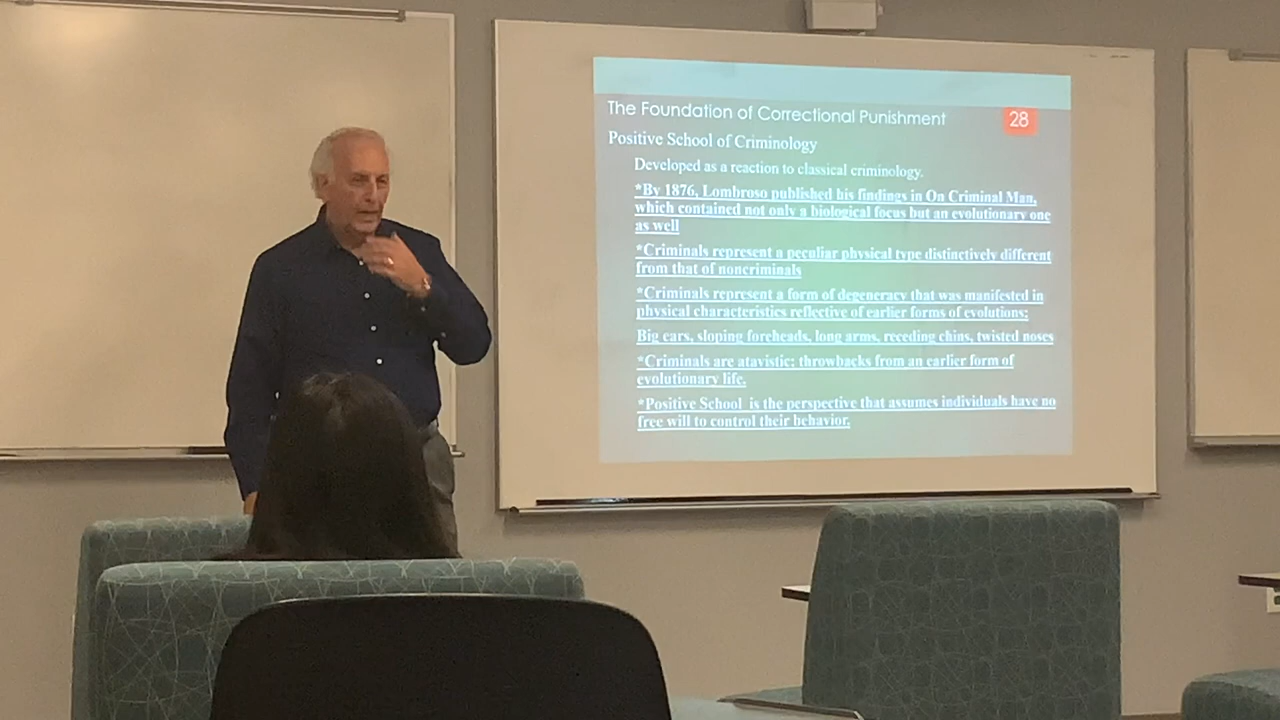 The Foundation of Correctional Punishment
28
Positive School of Criminology
Developed as a reaction to classical criminology.
*By 1876, Lombroso published his findings in On Criminal Man,
which contained not only a biological focus but an evolutionary one
as well
*Criminals represent a peculiar physical type distinctively different
from that of noncriminals
*Criminals represent a form of degeneracy that was manifested in
physical characteristics reflective of earlier forms of evolutions:
Big ears, sloping foreheads, long arms, receding chins, twisted noses
*Criminals are atavistic; throwbacks from an earlier form of
evolutionary life.
*Positive School is the perspective that assumes individuals have no
free will to control their behavior.